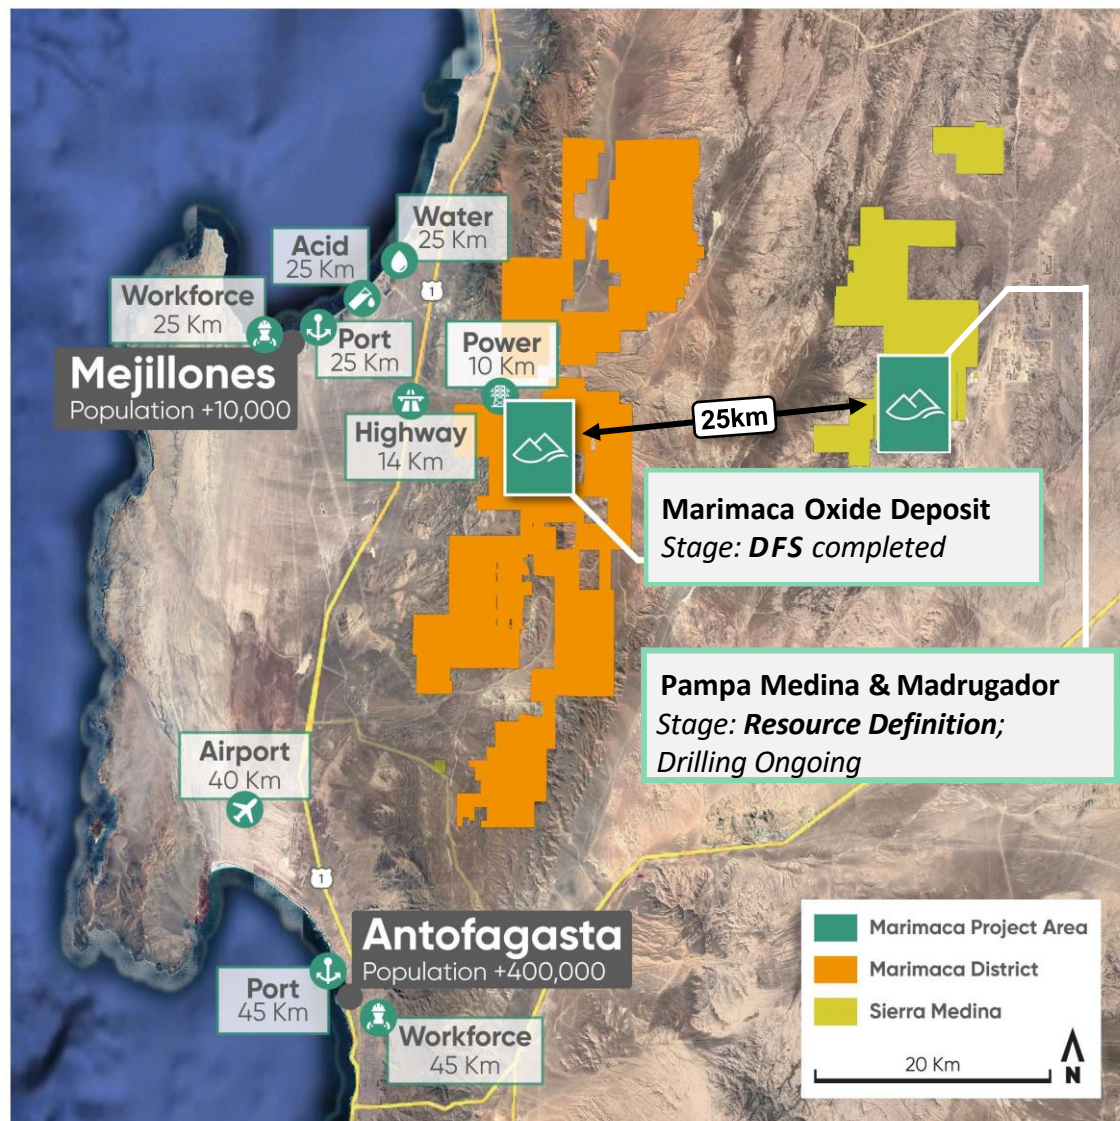 Water
25 Km
Acid
25 Km
Workforce
25 Km
Port
25 Km
Mejillones
Population +10,000
1
Power
10 Km
Highway
14 Km
25km
Marimaca Oxide Deposit
Stage: DFS completed
Pampa Medina & Madrugador
Stage: Resource Definition;
Drilling Ongoing
Airport
40 Km
1
Antofagasta
Population +400,000
Port
45 Km
Workforce
45 Km
Marimaca Project Area
Marimaca District
Sierra Medina
20 Km
N